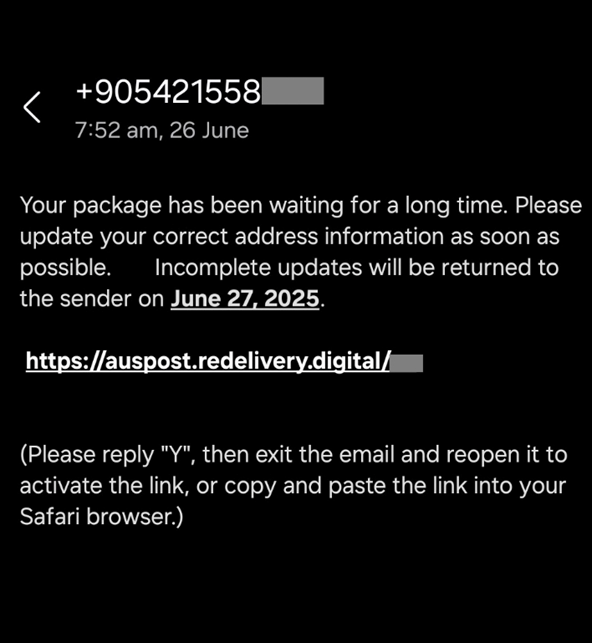 +905421558
7:52 am, 26 June
Your package has been waiting for a long time. Please
update your correct address information as soon as
possible. Incomplete updates will be returned to
the sender on June 27, 2025.
https://auspost.redelivery.digital/
(Please reply "Y", then exit the email and reopen it to
activate the link, or copy and paste the link into your
Safari browser.)